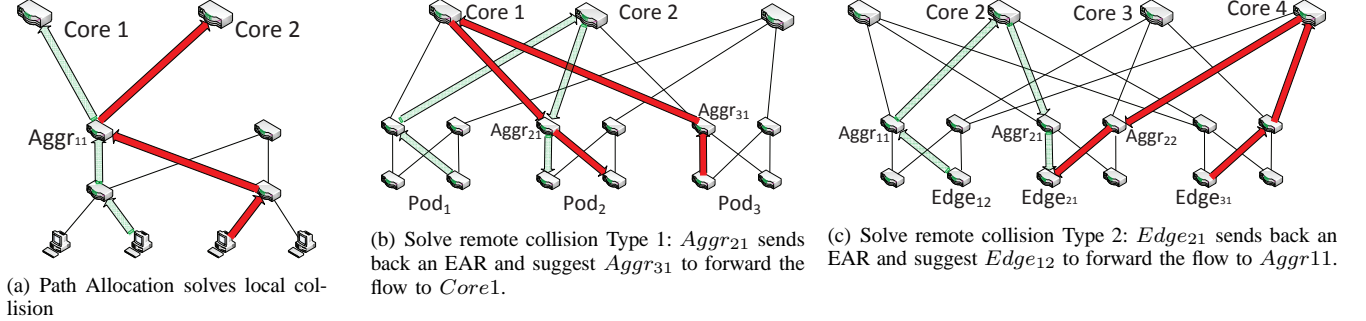 Core 1
Core 2
Aggr11
(a) Path Allocation solves local col-
lision
Core 1
Core 2
Aggr21
Aggr31
Pod1
Pod2
Pod3
(b) Solve remote collision Type 1: Aggr21 sends
back an EAR and suggest Aggr31 to forward the
flow to Core1.
Core 2
Core 3
Core 4
Aggr11
Aggr21
Aggr22
Edge12
Edge21
Edge31
(c) Solve remote collision Type 2: Edge21 sends back an
EAR and suggest Edge12 to forward the flow to Aggr11.